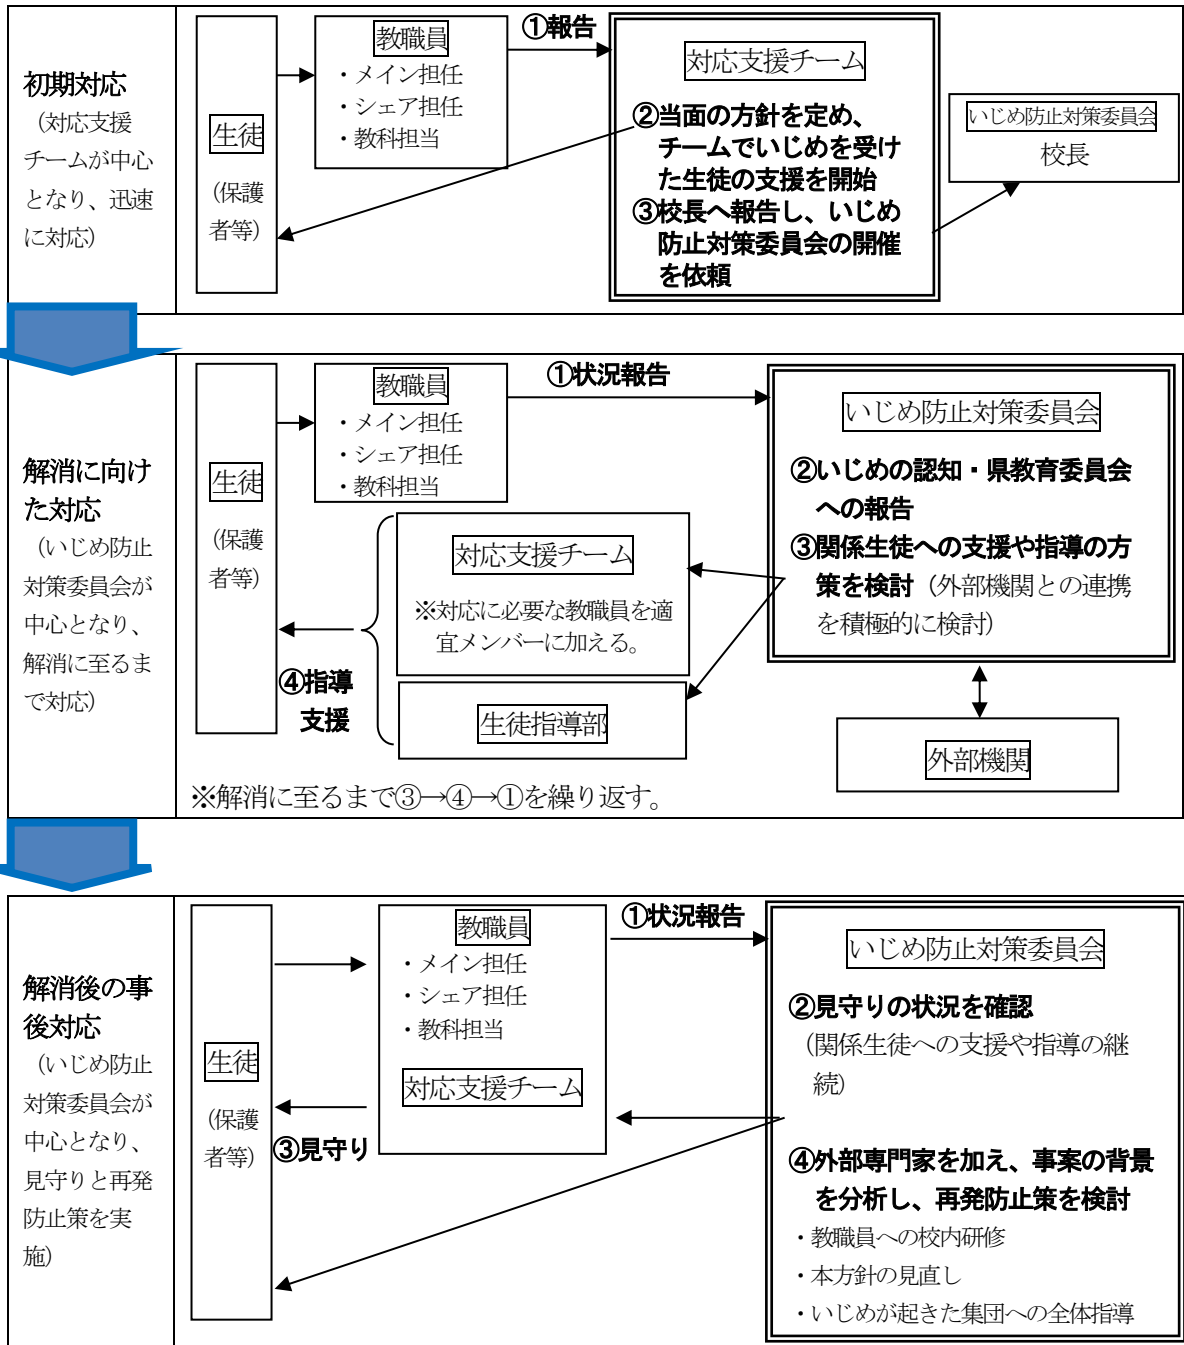 初期対応
（対応支援
チームが中心
となり、迅速
に対応）
生徒
（保護
者等）
教職員
・メイン担任
・シェア担任
・教科担当
①報告
対応支援チーム
②当面の方針を定め、
チームでいじめを受け
た生徒の支援を開始
③校長へ報告し、いじめ
防止対策委員会の開催
を依頼
いじめ防止対策委員会
校長
解消に向け
た対応
（いじめ防止
対策委員会が
中心となり、
解消に至るま
で対応）
生徒
（保護
者等）
教職員
・メイン担任
・シェア担任
・教科担当
①状況報告
いじめ防止対策委員会
②いじめの認知・県教育委員会
への報告
③関係生徒への支援や指導の方
策を検討（外部機関との連携
を積極的に検討）
対応支援チーム
※対応に必要な教職員を適
宜メンバーに加える。
④指導
支援
生徒指導部
外部機関
※解消に至るまで③→④→①を繰り返す。
解消後の事
後対応
（いじめ防止
対策委員会が
中心となり、
見守りと再発
防止策を実
施）
生徒
（保護
者等）
教職員
・メイン担任
・シェア担任
・教科担当
対応支援チーム
①状況報告
③見守り
いじめ防止対策委員会
②見守りの状況を確認
（関係生徒への支援や指導の継
続）
④外部専門家を加え、事案の背景
を分析し、再発防止策を検討
・教職員への校内研修
・本方針の見直し
・いじめが起きた集団への全体指導